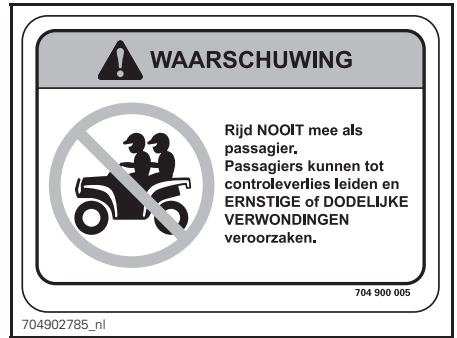 WAARSCHUWING
Rijd NOOIT mee als
passagier.
Passagiers kunnen tot
controleverlies leiden en
ERNSTIGE of DODELIJKE
VERWONDINGEN
veroorzaken.
704 900 005
704902785_nl